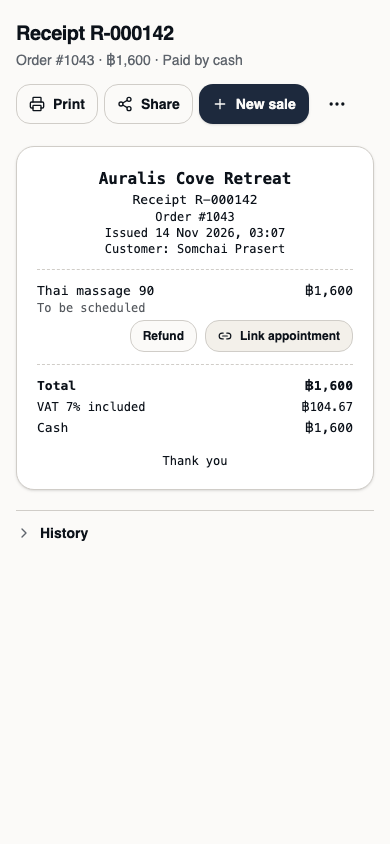 Receipt R-000142
Order #1043 · ฿1,600 · Paid by cash
Print
Share
New sale
Auralis Cove Retreat
Receipt R-000142
Order #1043
Issued 14 Nov 2026, 03:07
Customer: Somchai Prasert
Thai massage 90 ฿1,600
To be scheduled
Refund
Link appointment
Total ฿1,600
VAT 7% included ฿104.67
Cash ฿1,600
Thank you
History